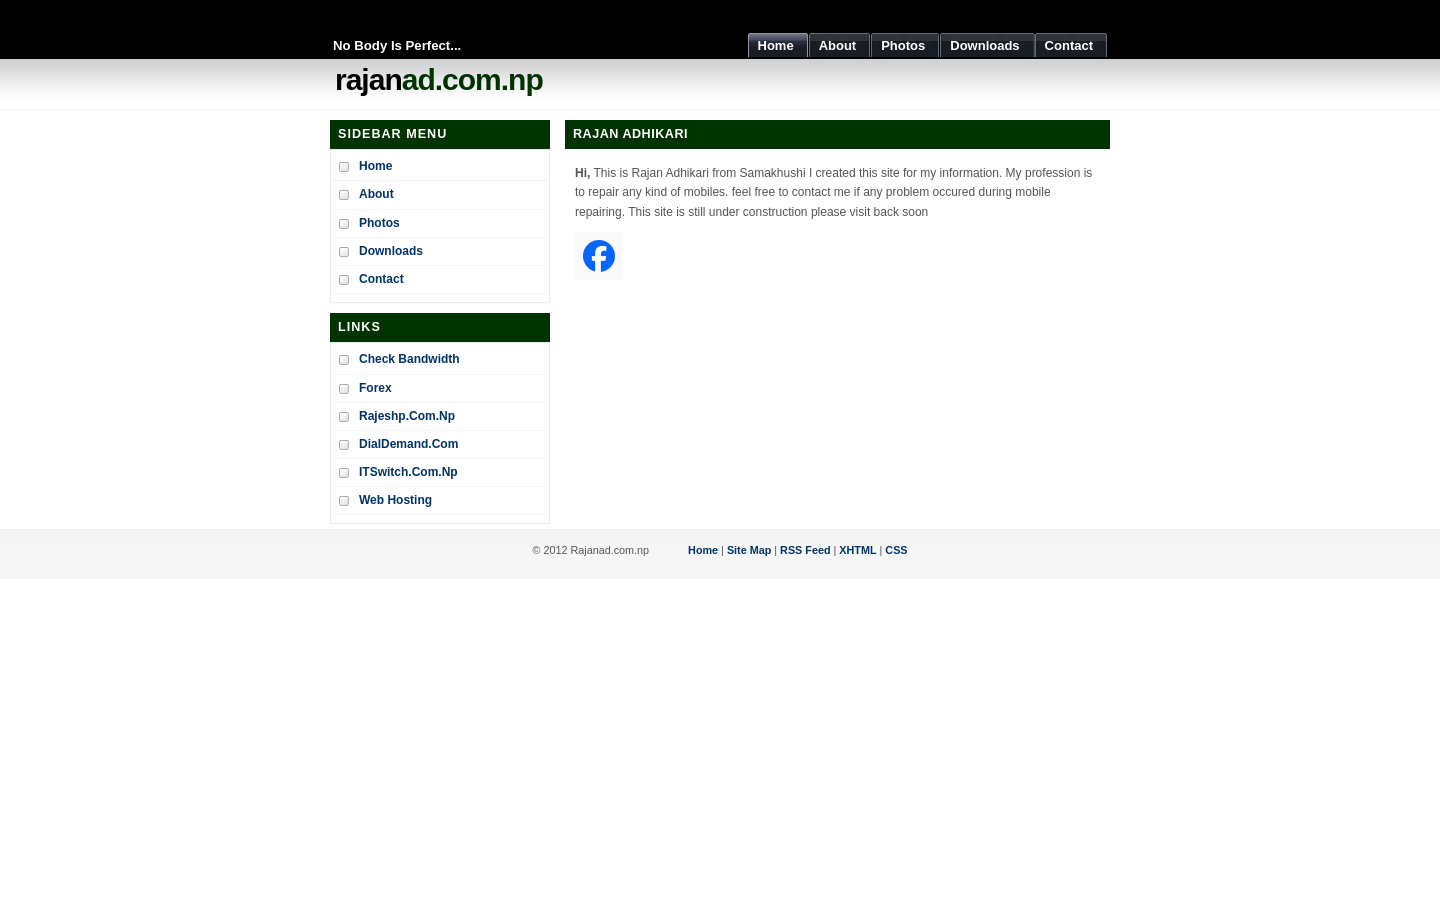 No Body Is Perfect...
Home
About
Photos
Downloads
Contact
rajanad.com.np
SIDEBAR MENU
Home
About
Photos
Downloads
Contact
LINKS
Check Bandwidth
Forex
Rajeshp.Com.Np
DialDemand.Com
ITSwitch.Com.Np
Web Hosting
RAJAN ADHIKARI
Hi, This is Rajan Adhikari from Samakhushi I created this site for my information. My profession is
to repair any kind of mobiles. feel free to contact me if any problem occured during mobile
repairing. This site is still under construction please visit back soon
© 2012 Rajanad.com.np Home | Site Map | RSS Feed | XHTML | CSS